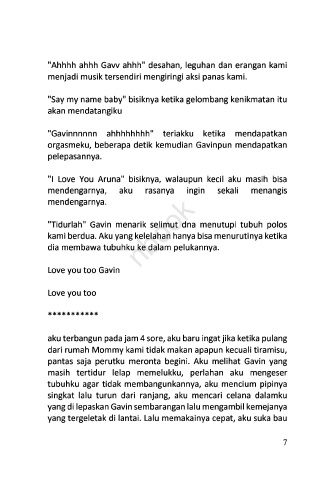 "Ahhhh ahhh Gavv ahhh" desahan, leguhan dan erangan kami
menjadi musik tersendiri mengiringi aksi panas kami.
"Say my name baby" bisiknya ketika gelombang kenikmatan itu
akan mendatangiku
"Gavinnnnnn ahhhhhhhh" teriakku ketika mendapatkan
orgasmeku, beberapa detik kemudian Gavinpun mendapatkan
pelepasannya.
"I Love You Aruna" bisiknya, walaupun kecil aku masih bisa
mendengarnya, aku rasanya ingin sekali menangis
mendengarnya.
"Tidurlah" Gavin menarik selimut dna menutupi tubuh polos
kami berdua. Aku yang kelelahan hanya bisa menurutinya ketika
dia membawa tubuhku ke dalam pelukannya.
Love you too Gavin
Love you too
***********
aku terbangun pada jam 4 sore, aku baru ingat jika ketika pulang
dari rumah Mommy kami tidak makan apapun kecuali tiramisu,
pantas saja perutku meronta begini. Aku melihat Gavin yang
masih tertidur lelap memelukku, perlahan aku mengeser
tubuhku agar tidak membangunkannya, aku mencium pipinya
singkat lalu turun dari ranjang, aku mencari celana dalamku
yang di lepaskan Gavin sembarangan lalu mengambil kemejanya
yang tergeletak di lantai. Lalu memakainya cepat, aku suka bau
7